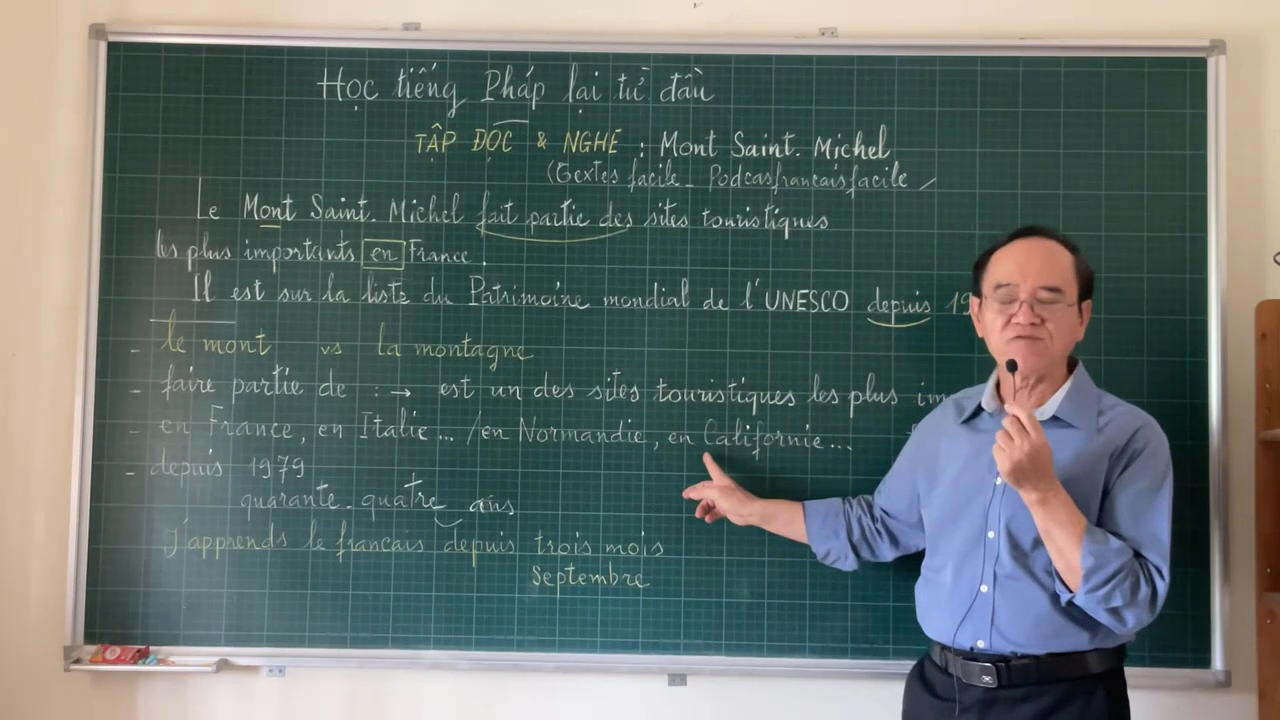 Học tiếng Pháp lại từ đầu
TẬP ĐỌC & NGHE : Mont Saint. Michel
(Textes facile _ Podcasfrancaisfacile /
Le Mont Saint. Michel fait partie des sites touristiques
les plus importants en France.
Il est sur la liste du Patrimoine mondial de l'UNESCO depuis 19
- le mont vs la montagne
- faire partie de : → est un des sites touristiques les plus im
- en France, en Italie... / en Normandie, en Californie...
- depuis 1979
quarante. quatre ans
J'apprends le francais depuis trois mois
septembre